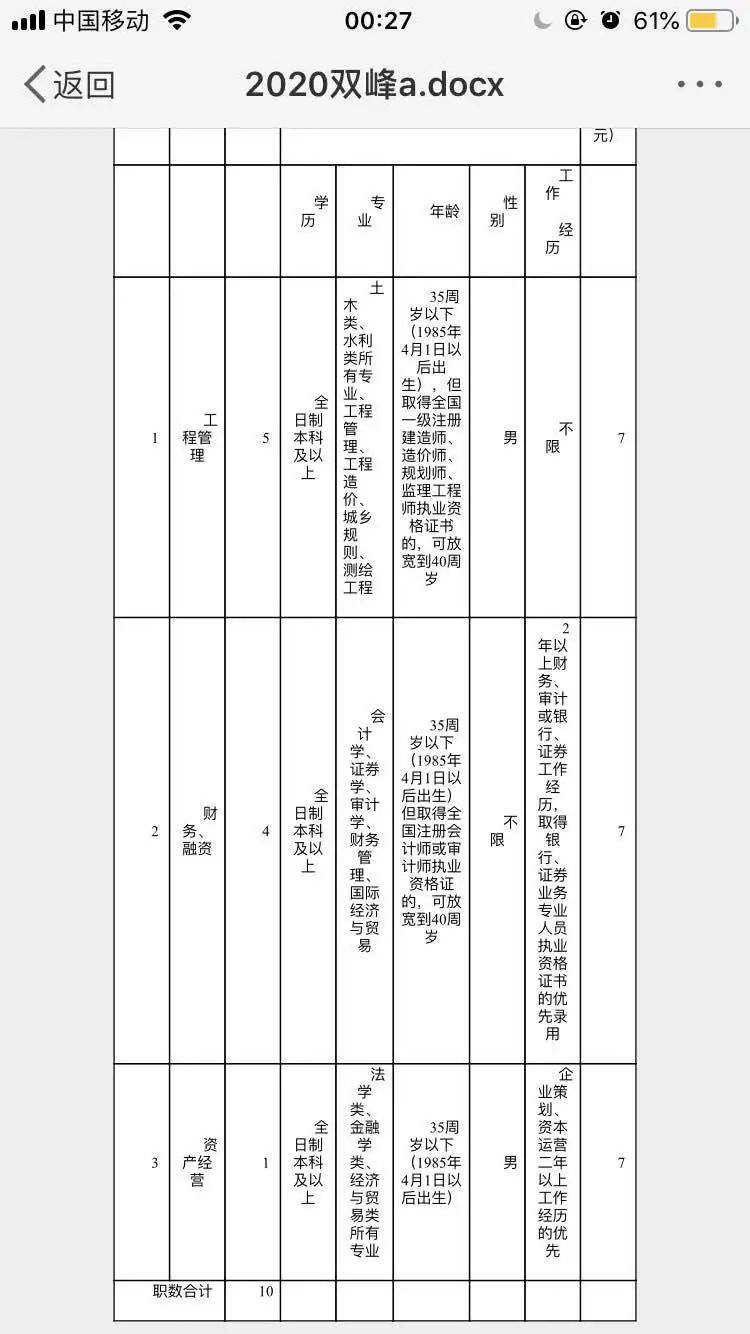 中国移动 00:27 61%
返回 2020双峰a.docx
元）
学
历
专
业
年龄
性
别
工
作
经
历
1
工
程管
理
5
全
日制
本科
及以
上
土
木
类、
水利
类所
有专
业、
工程
管
理、
工程
造
价、
城乡
规
则、
测绘
工程
35周
岁以下
（1985年
4月1日以
后出
生），但
取得全国
一级注册
建造师、
造价师、
规划师、
监理工程
师执业资
格证书
的，可放
宽到40周
岁
男
不
限
7
2
财
务、
融资
4
全
日制
本科
及以
上
会
计
学、
证券
学、
审计
学、
财务
管
理、
国际
经济
与贸
易
35周
岁以下
（1985年
4月1日以
后出生）
但取得全
国注册会
计师或审
计师执业
资格证
的，可放
宽到40周
岁
不
限
2
年以
上财
务、
审计
或银
行、
证券
工作
经
历，
取得
银
行、
证券
业务
专业
人员
执业
资格
证书
的优
先录
用
7
3
资
产经
营
1
全
日制
本科
及以
上
法
学
类、
金融
学
类、
经济
与贸
易类
所有
专业
35周
岁以下
（1985年
4月1日以
后出生）
男
企
业策
划、
资本
运营
二年
以上
工作
经历
的优
先
7
职数合计 10